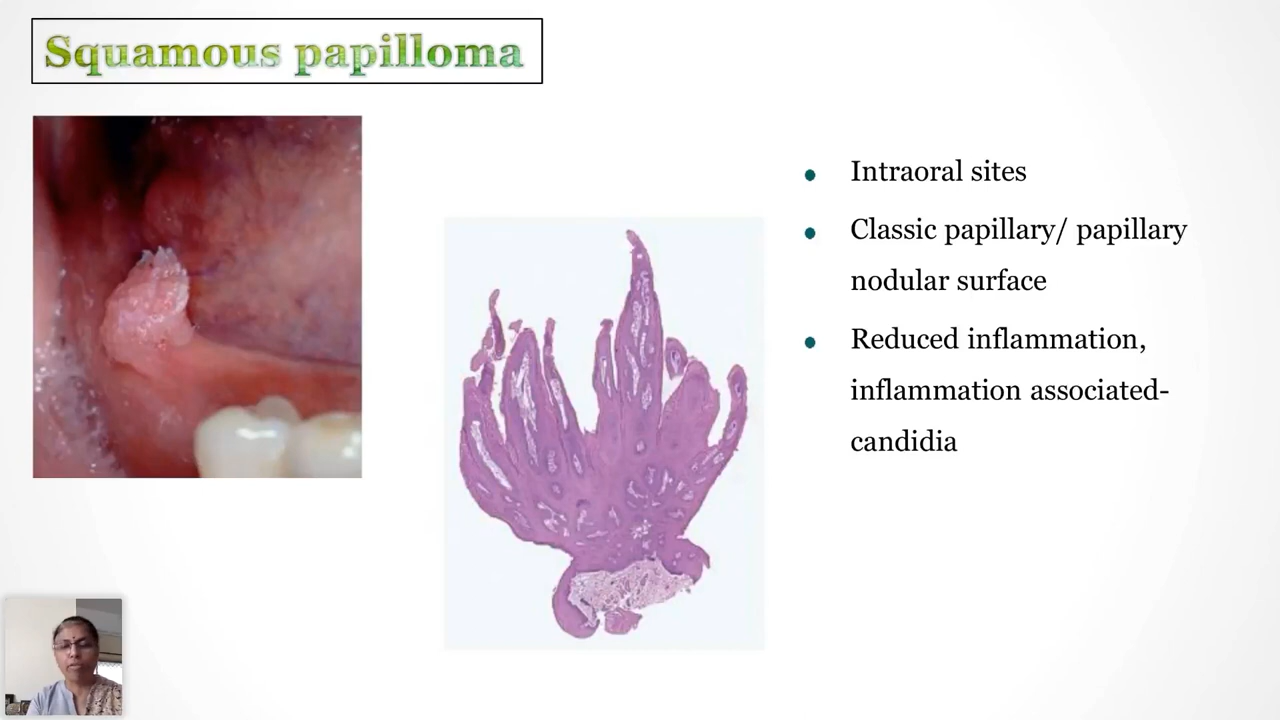 Squamous papilloma
Intraoral sites
Classic papillary/ papillary
nodular surface
Reduced inflammation,
inflammation associated-
candidia